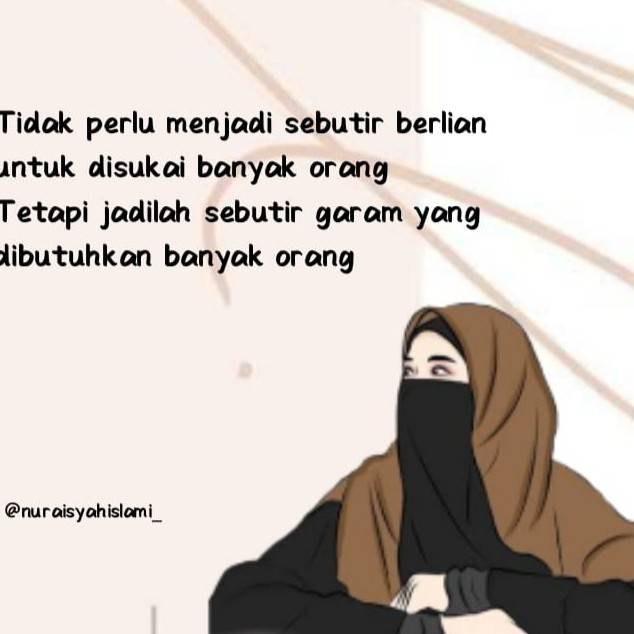 Tidak perlu menjadi sebutir berlian
untuk disukai banyak orang
Tetapi jadilah sebutir garam yang
dibutuhkan banyak orang
@nuraisyahislami_